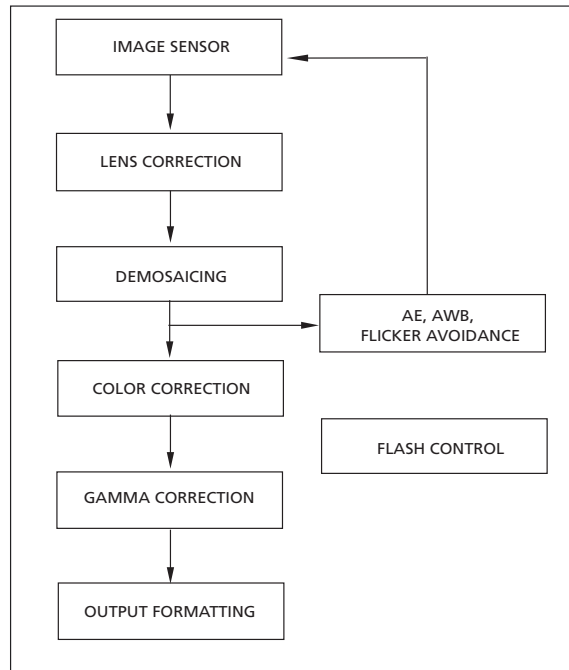 IMAGE SENSOR
LENS CORRECTION
DEMOSAICING
AE, AWB,
FLICKER AVOIDANCE
COLOR CORRECTION
FLASH CONTROL
GAMMA CORRECTION
OUTPUT FORMATTING